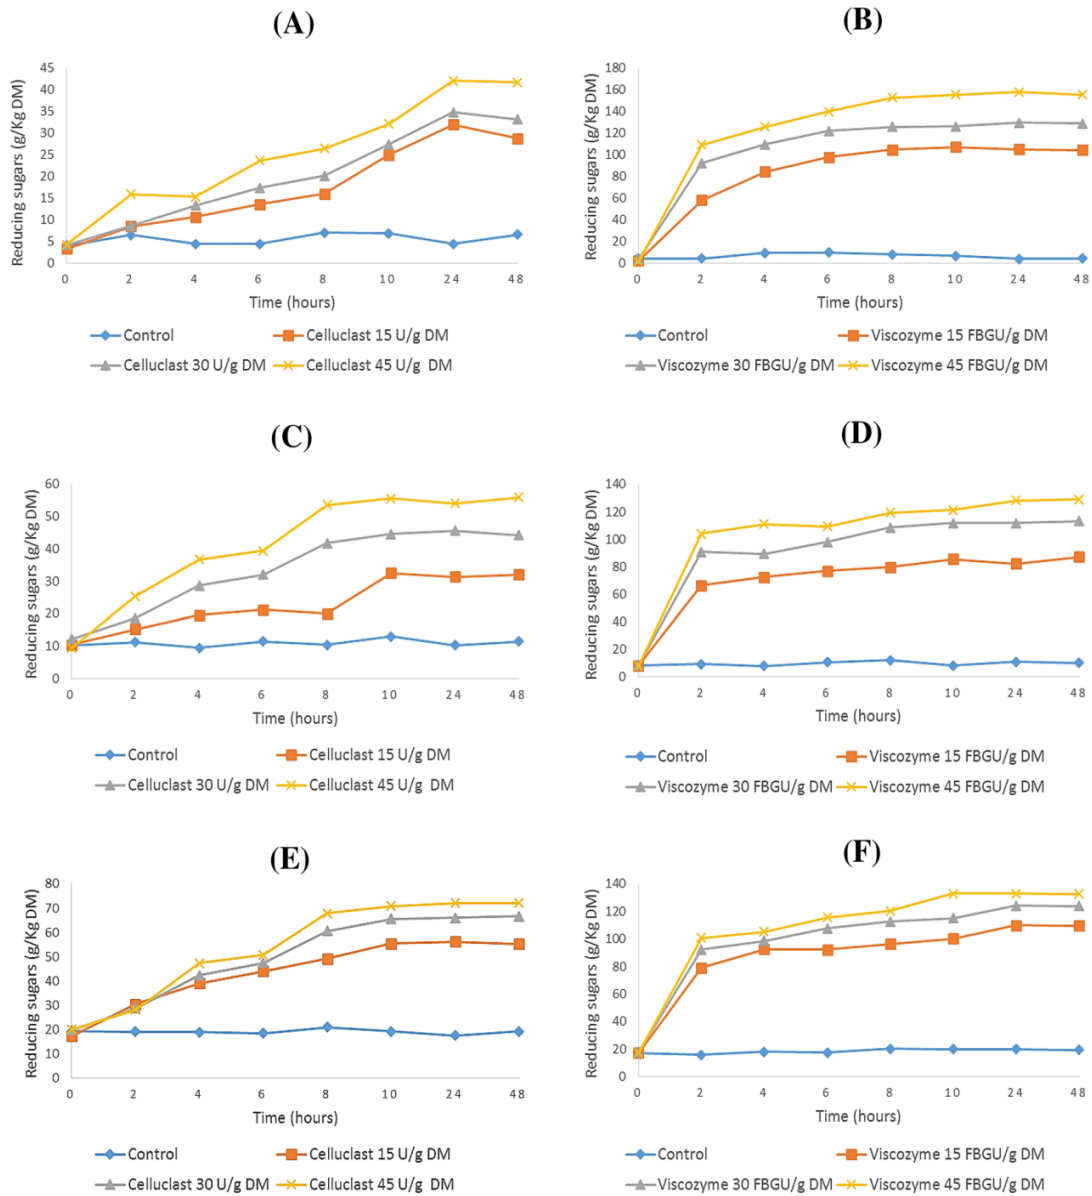 (A)
45
40
35
30
25
20
15
10
5
0
Reducing sugars (g/Kg DM)
0 2 4 6 8 10 24 48
Time (hours)
Control Celluclast 15 U/g DM
Celluclast 30 U/g DM Celluclast 45 U/g DM
(B)
180
160
140
120
100
80
60
40
20
0
Reducing sugars (g/Kg DM)
0 2 4 6 8 10 24 48
Time (hours)
Control Viscozyme 15 FBGU/g DM
Viscozyme 30 FBGU/g DM Viscozyme 45 FBGU/g DM
(C)
60
50
40
30
20
10
0
Reducing sugars (g/Kg DM)
0 2 4 6 8 10 24 48
Time (hours)
Control Celluclast 15 U/g DM
Celluclast 30 U/g DM Celluclast 45 U/g DM
(D)
140
120
100
80
60
40
20
0
Reducing sugars (g/Kg DM)
0 2 4 6 8 10 24 48
Time (hours)
Control Viscozyme 15 FBGU/g DM
Viscozyme 30 FBGU/g DM Viscozyme 45 FBGU/g DM
(E)
80
70
60
50
40
30
20
10
0
Reducing sugars (g/Kg DM)
0 2 4 6 8 10 24 48
Time (hours)
Control Celluclast 15 U/g DM
Celluclast 30 U/g DM Celluclast 45 U/g DM
(F)
140
120
100
80
60
40
20
0
Reducing sugars (g/Kg DM)
0 2 4 6 8 10 24 48
Time (hours)
Control Viscozyme 15 FBGU/g DM
Viscozyme 30 FBGU/g DM Viscozyme 45 FBGU/g DM